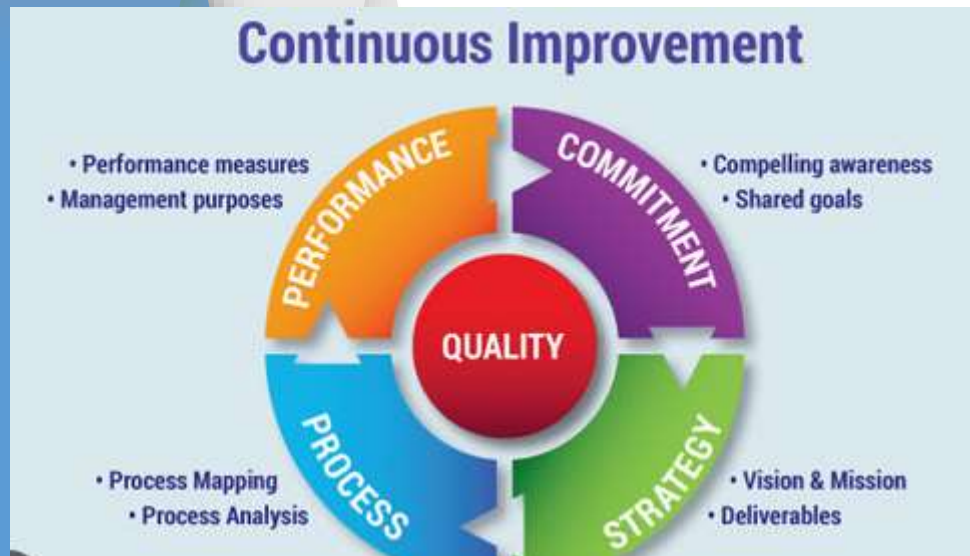 Continuous Improvement
• Performance measures
• Management purposes
PERFORMANCE
COMMITMENT
• Compelling awareness
• Shared goals
QUALITY
• Process Mapping
• Process Analysis
PROCESS
STRATEGY
• Vision & Mission
• Deliverables